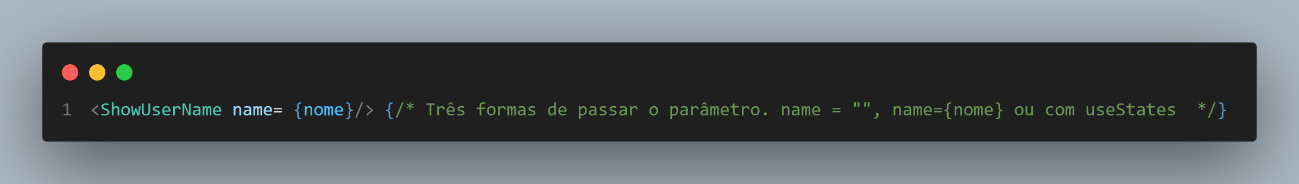 1 <ShowUserName name= {nome}/> {/* Três formas de passar o parâmetro. name = "", name={nome} ou com useStates  */}